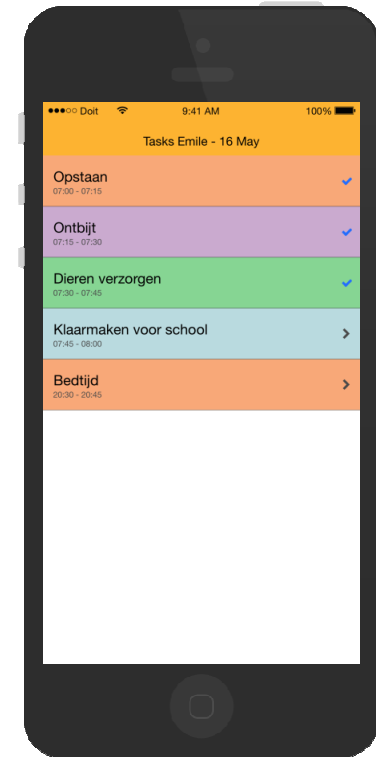 Doit 9:41 AM 100%
Tasks Emile - 16 May
Opstaan
07:00 - 07:15
Ontbijt
07:15 - 07:30
Dieren verzorgen
07:30 - 07:45
Klaarmaken voor school
07:45 - 08:00
Bedtijd
20:30 - 20:45